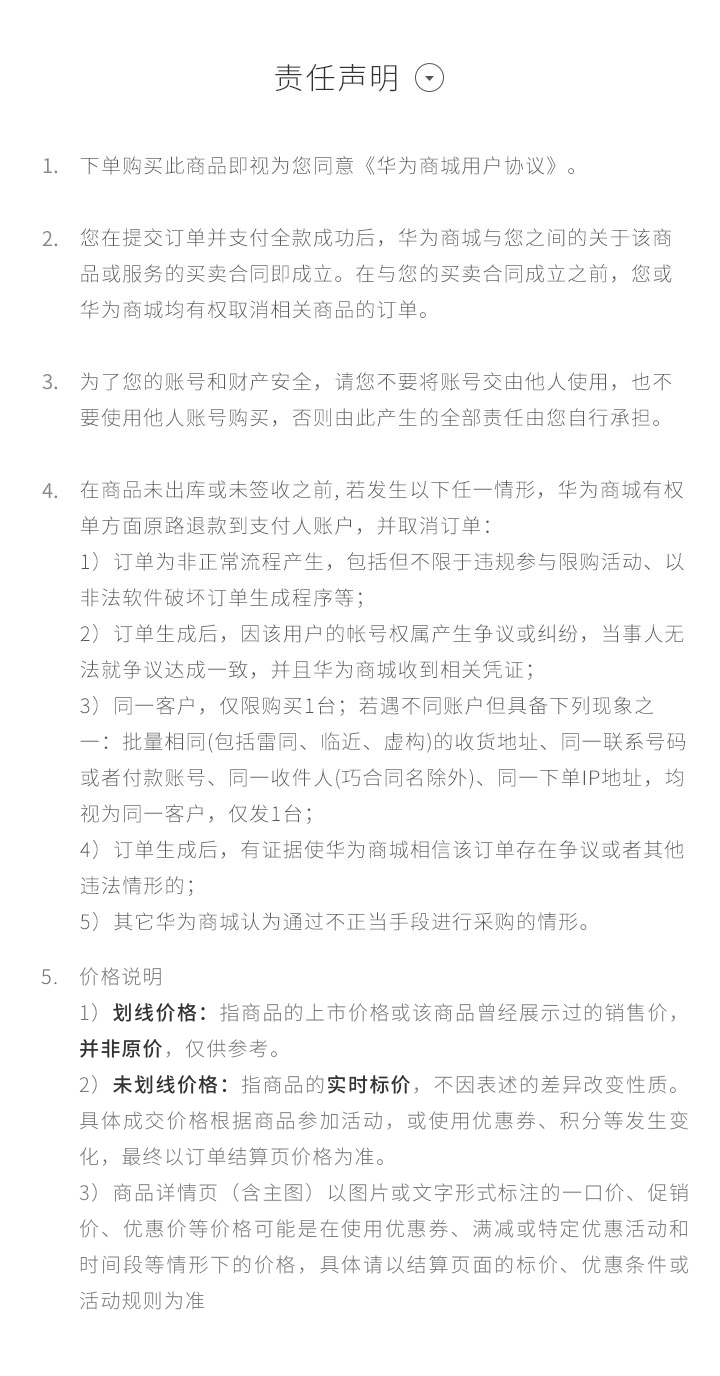 责任声明
1. 下单购买此商品即视为您同意《华为商城用户协议》。
2. 您在提交订单并支付全款成功后，华为商城与您之间的关于该商
品或服务的买卖合同即成立。在与您的买卖合同成立之前，您或
华为商城均有权取消相关商品的订单。
3. 为了您的账号和财产安全，请您不要将账号交由他人使用，也不
要使用他人账号购买，否则由此产生的全部责任由您自行承担。
4. 在商品未出库或未签收之前, 若发生以下任一情形，华为商城有权
单方面原路退款到支付人账户，并取消订单：
1）订单为非正常流程产生，包括但不限于违规参与限购活动、以
非法软件破坏订单生成程序等；
2）订单生成后，因该用户的帐号权属产生争议或纠纷，当事人无
法就争议达成一致，并且华为商城收到相关凭证；
3）同一客户，仅限购买1台；若遇不同账户但具备下列现象之
一：批量相同(包括雷同、临近、虚构)的收货地址、同一联系号码
或者付款账号、同一收件人(巧合同名除外)、同一下单IP地址，均
视为同一客户，仅发1台；
4）订单生成后，有证据使华为商城相信该订单存在争议或者其他
违法情形的；
5）其它华为商城认为通过不正当手段进行采购的情形。
5. 价格说明
1）划线价格：指商品的上市价格或该商品曾经展示过的销售价，
并非原价，仅供参考。
2）未划线价格：指商品的实时标价，不因表述的差异改变性质。
具体成交价格根据商品参加活动，或使用优惠券、积分等发生变
化，最终以订单结算页价格为准。
3）商品详情页（含主图）以图片或文字形式标注的一口价、促销
价、优惠价等价格可能是在使用优惠券、满减或特定优惠活动和
时间段等情形下的价格，具体请以结算页面的标价、优惠条件或
活动规则为准